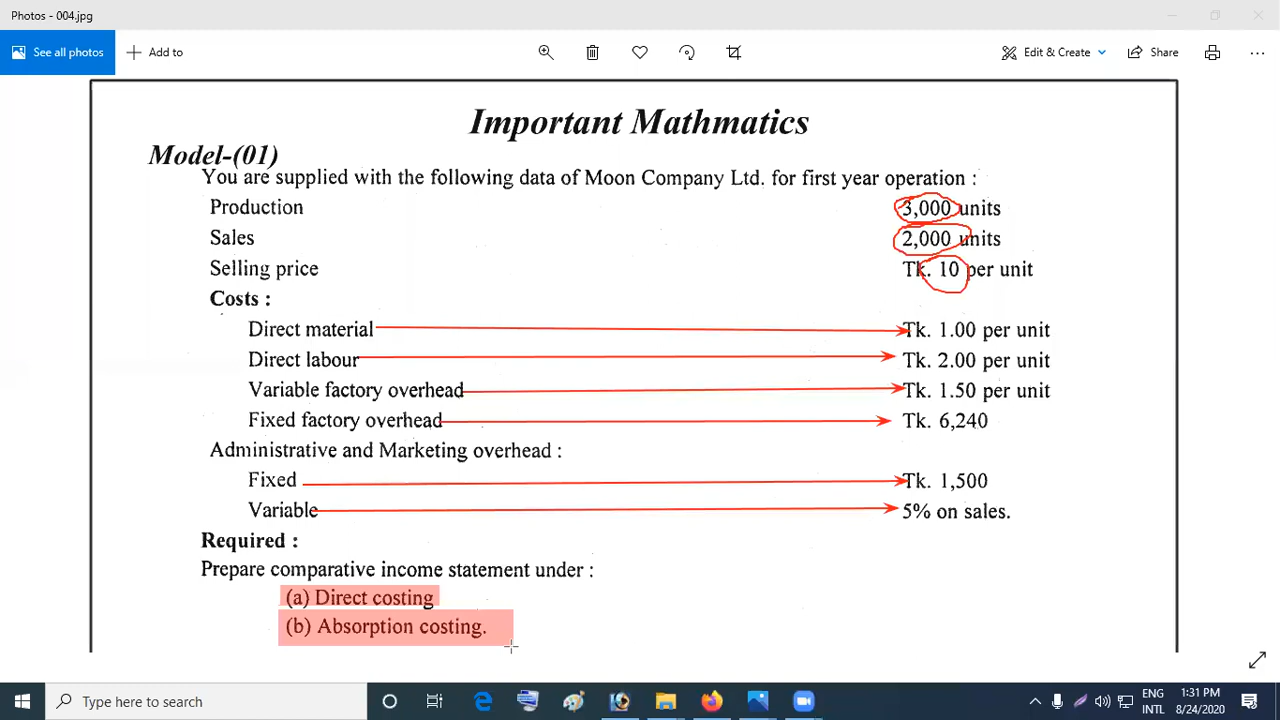 Photos - 004.jpg
See all photos
Add to
Edit & Create
Share
Important Mathmatics
Model-(01)
You are supplied with the following data of Moon Company Ltd. for first year operation :
Production 3,000 units
Sales 2,000 units
Selling price Tk. 10 per unit
Costs :
Direct material Tk. 1.00 per unit
Direct labour Tk. 2.00 per unit
Variable factory overhead Tk. 1.50 per unit
Fixed factory overhead Tk. 6,240
Administrative and Marketing overhead :
Fixed Tk. 1,500
Variable 5% on sales.
Required :
Prepare comparative income statement under :
(a) Direct costing
(b) Absorption costing.
Type here to search
ENG 1:31 PM
INTL 8/24/2020